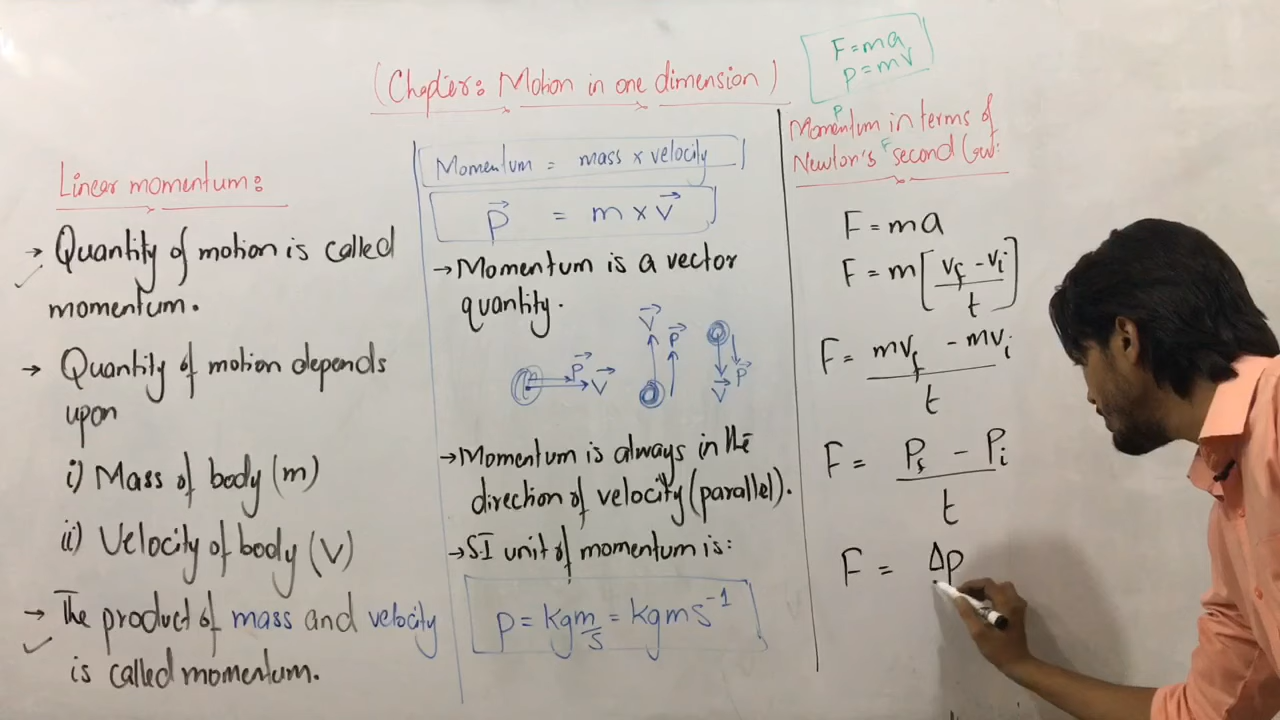 (Chapter: Motion in one dimension)
Linear momentum:
→ Quantity of motion is called
momentum.
→ Quantity of motion depends
upon
i) Mass of body (m)
ii) Velocity of body (V)
→ The product of mass and velocity
is called momentum.
Momentum = mass x velocity
P⃗ = m x v⃗
→ Momentum is a vector
quantity.
P⃗ V⃗
V⃗ P⃗
P⃗ V⃗
→ Momentum is always in the
direction of velocity (parallel).
→ SI unit of momentum is:
P = kgm/s = kgms⁻¹
F = ma
P = mv
P
Momentum in terms of
Newton's F second Law:
F = ma
F = m[(vf - vi)/t]
F = (mvf - mvi)/t
F = (Pf - Pi)/t
F = ΔP